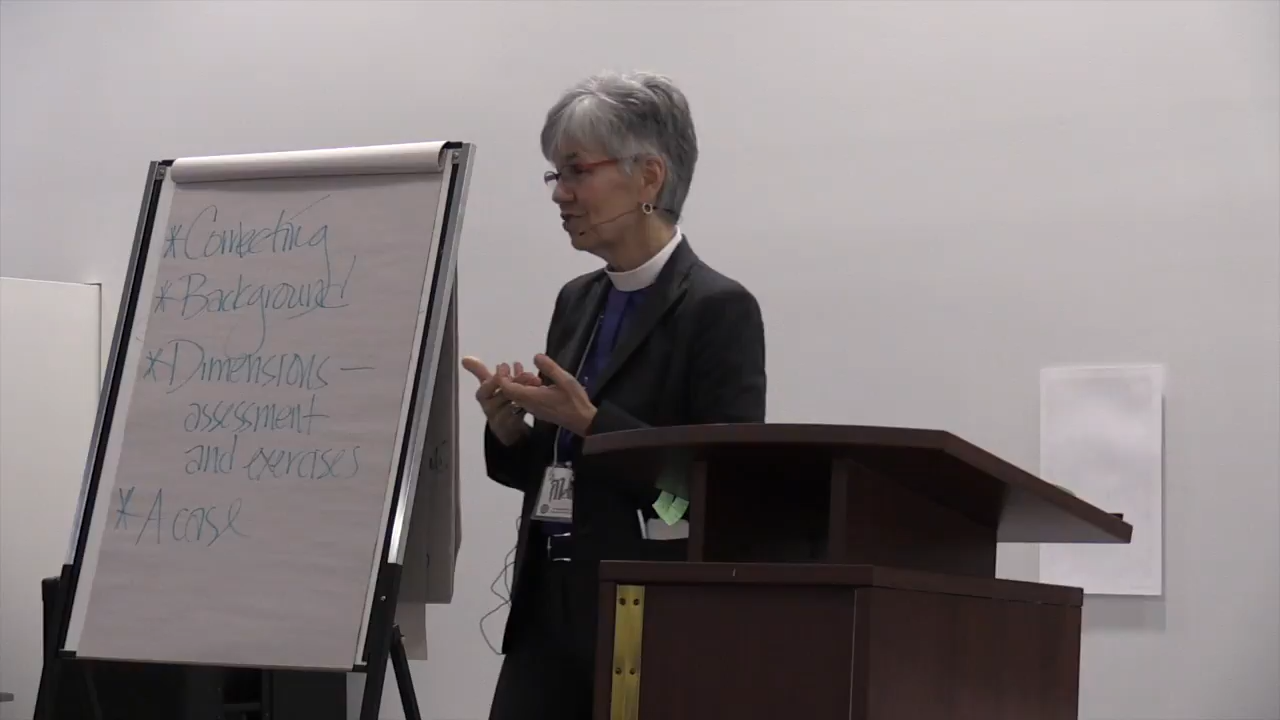 *Connecting
*Background
*Dimensions—
assessment
and exercises
*A case